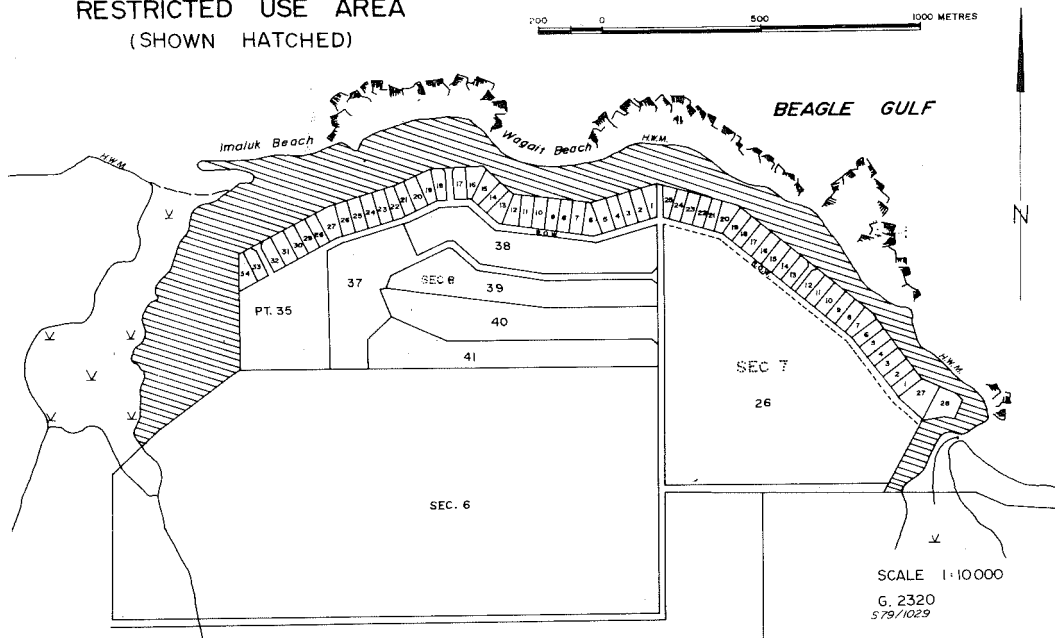 RESTRICTED USE AREA
(SHOWN HATCHED)
200 0 500 1000 METRES
BEAGLE GULF
N
Imaluk Beach
Wagait Beach
H.W.M.
H.W.M.
H.W.M.
34 33 32 31 30 29 28 27 26 25 24 23 22 21 20 19 18 17 16 15 14 13 12 11 10 9 8 7 6 5 4 3 2 1
25 24 23 22 21 20 19 18 17 16 15 14 13 12 11 10 9 8 7 6 5 4 3 2 1 27 28
R.O.W.
R.O.W.
38
37
SEC 8
39
PT. 35
40
41
SEC 7
26
SEC. 6
SCALE 1:10 000
G. 2320
S79/1029